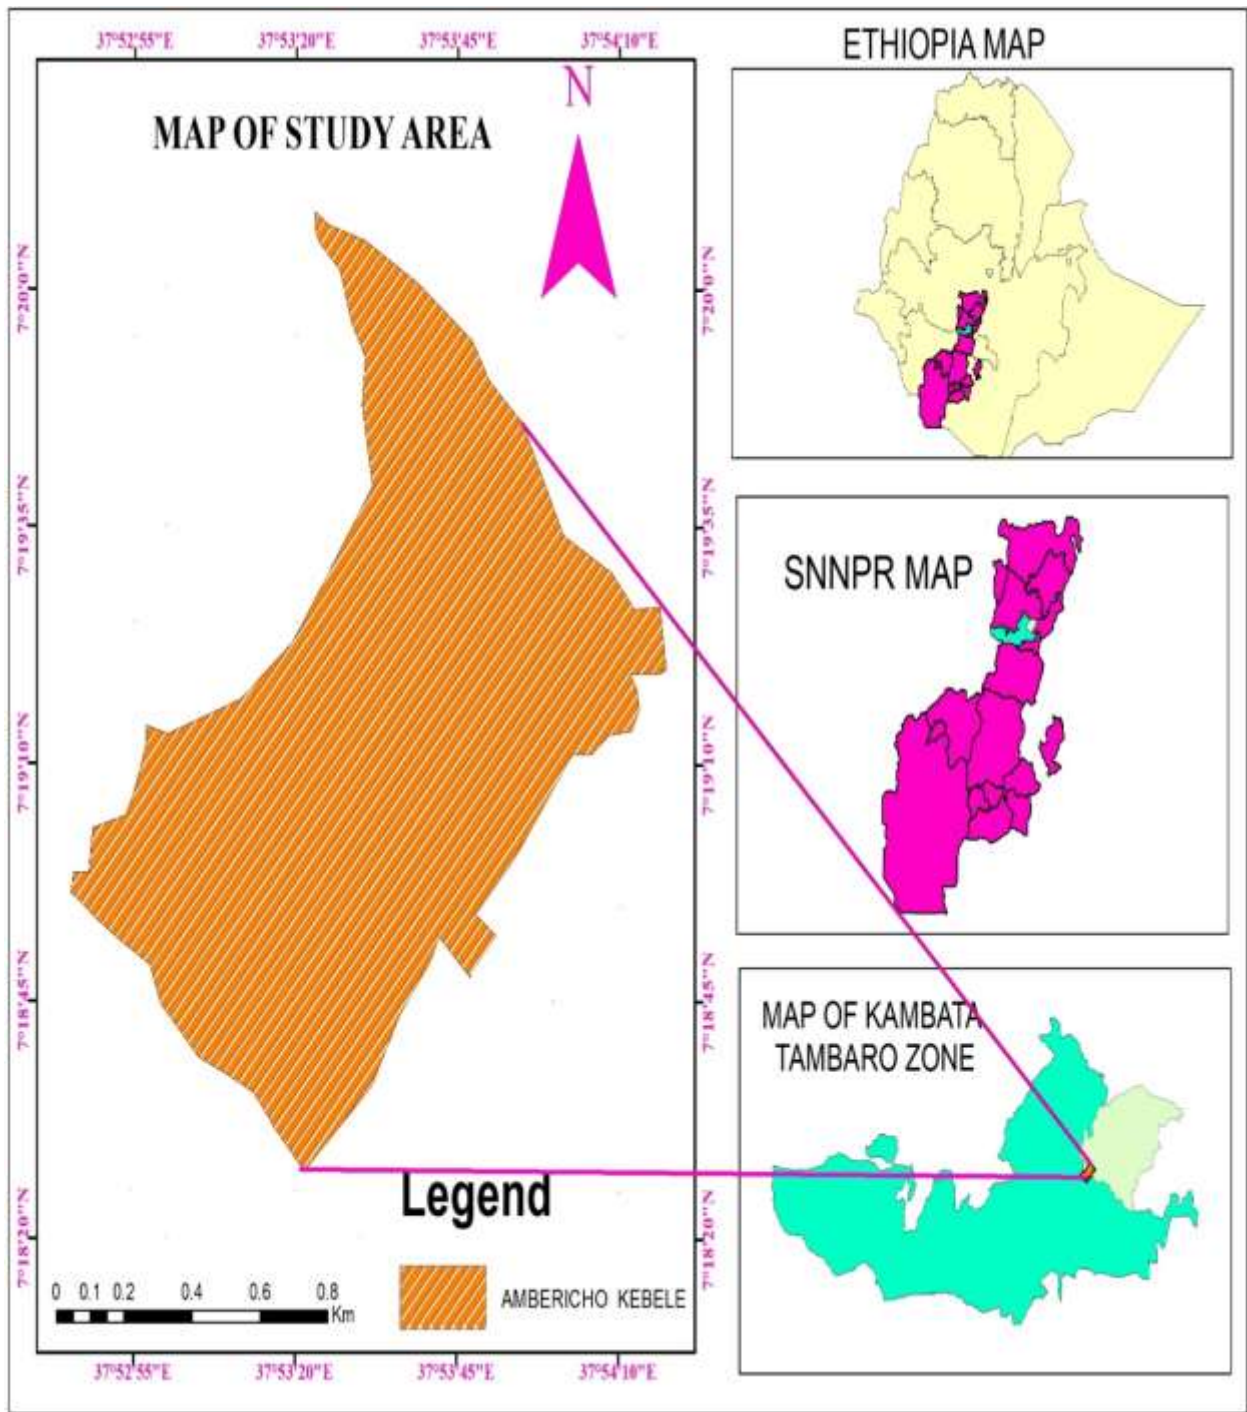 37°52'55"E 37°53'20"E 37°53'45"E 37°54'10"E
MAP OF STUDY AREA
N
7°20'0"N
7°20'0"N
7°19'35"N
7°19'35"N
7°19'10"N
7°19'10"N
7°18'45"N
7°18'45"N
7°18'20"N
7°18'20"N
Legend
AMBERICHO KEBELE
0 0.1 0.2 0.4 0.6 0.8
Km
37°52'55"E 37°53'20"E 37°53'45"E 37°54'10"E
ETHIOPIA MAP
SNNPR MAP
MAP OF KAMBATA
TAMBARO ZONE